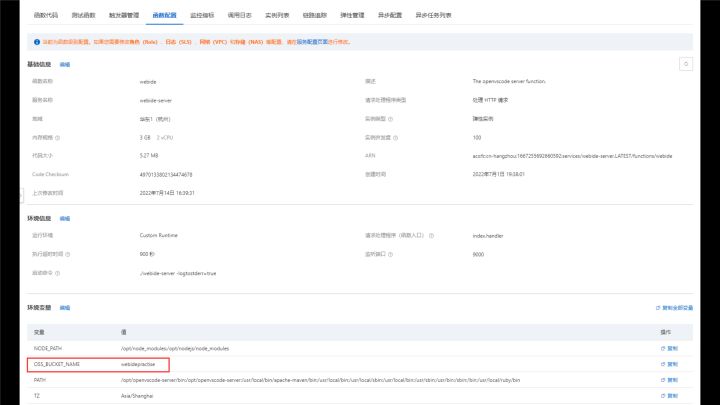 函数代码 测试函数 触发器管理 函数配置 监控指标 调用日志 实例列表 链路追踪 弹性管理 异步配置 异步任务列表
当前为函数级别配置，如果您需要修改角色（Role）、日志（SLS）、网络（VPC）和存储（NAS）等配置，请在服务配置页面进行修改。
基础信息 编辑
函数名称 webide 描述 The openvscode server function.
服务名称 webide-server 请求处理程序类型 处理 HTTP 请求
地域 华东1（杭州） 实例类型 弹性实例
内存规格 3 GB 2 vCPU 实例并发度 100
代码大小 5.27 MB ARN acs:fc:cn-hangzhou:1667255692660592:services/webide-server.LATEST/functions/webide
Code Checksum 4970133802134474678 创建时间 2022年7月1日 19:38:01
上次修改时间 2022年7月14日 16:39:31
环境信息 编辑
运行环境 Custom Runtime 请求处理程序（函数入口） index.handler
执行超时时间 900 秒 监听端口 9000
启动命令 ./webide-server -logtostderr=true
环境变量 编辑 复制全部变量
变量 值 操作
NODE_PATH /opt/node_modules:/opt/nodejs/node_modules 复制
OSS_BUCKET_NAME webidepractise 复制
PATH /opt/openvscode-server/bin:/opt/openvscode-server:/usr/local/bin/apache-maven/bin:/usr/local/bin:/usr/local/sbin:/usr/local/bin:/usr/sbin:/usr/bin:/sbin:/bin:/usr/local/ruby/bin 复制
TZ Asia/Shanghai 复制